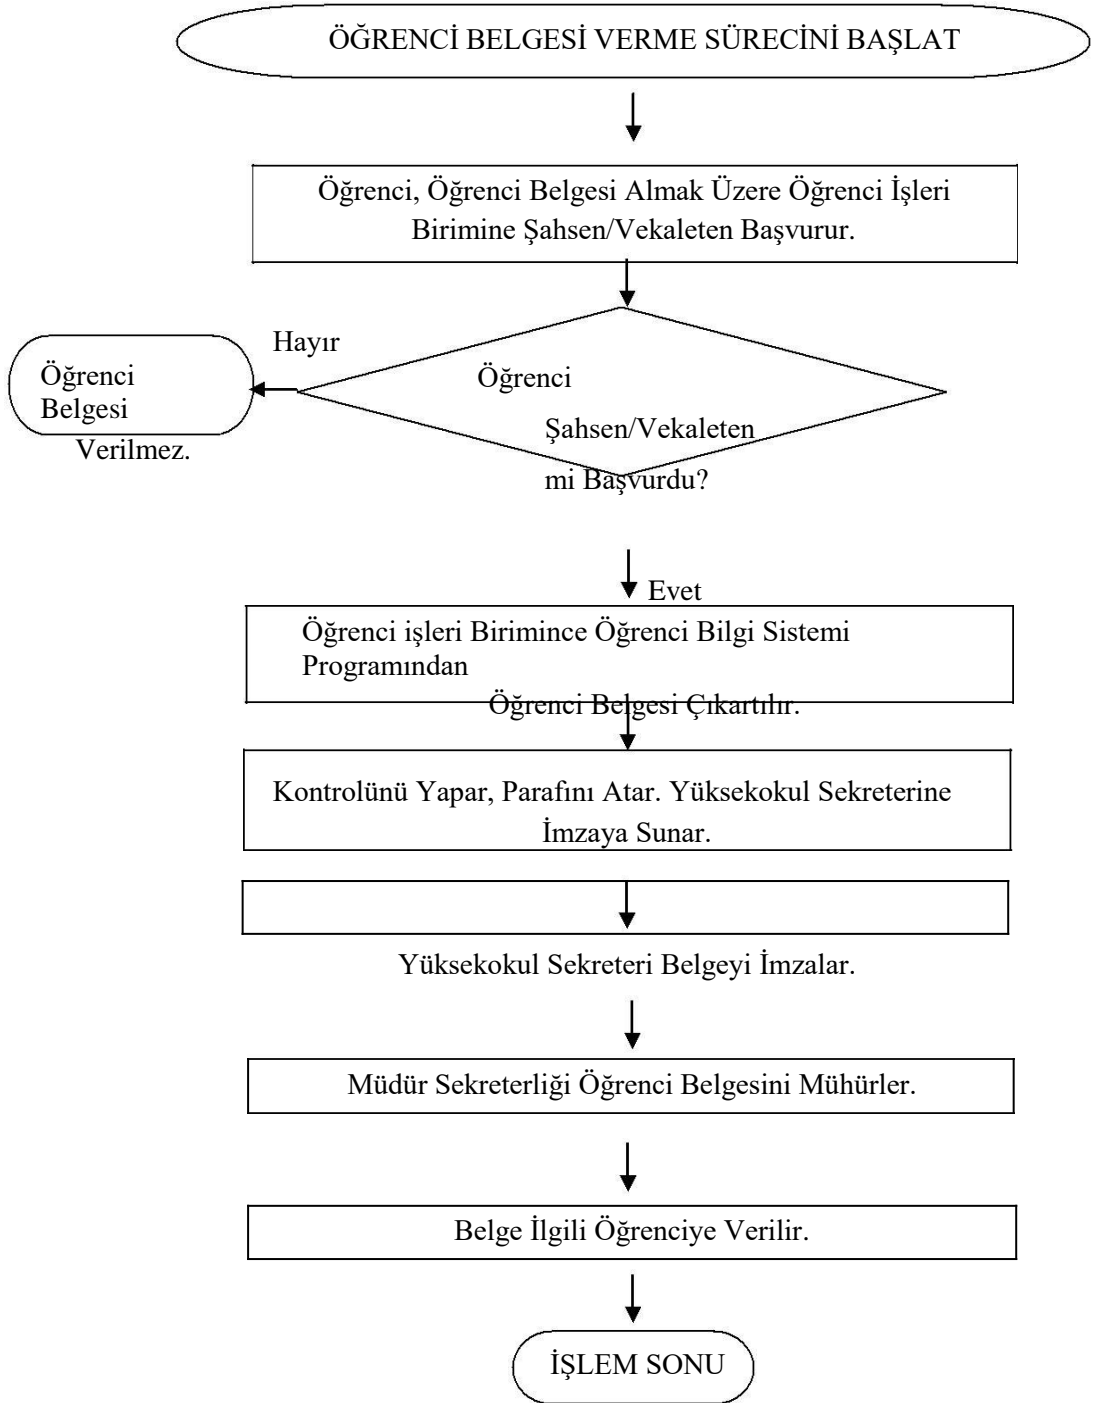 ÖĞRENCİ BELGESİ VERME SÜRECİNİ BAŞLAT
Öğrenci, Öğrenci Belgesi Almak Üzere Öğrenci İşleri
Birimine Şahsen/Vekaleten Başvurur.
Hayır
Öğrenci
Belgesi
Verilmez.
Öğrenci
Şahsen/Vekaleten
mi Başvurdu?
Evet
Öğrenci işleri Birimince Öğrenci Bilgi Sistemi
Programından
Öğrenci Belgesi Çıkartılır.
Kontrolünü Yapar, Parafını Atar. Yüksekokul Sekreterine
İmzaya Sunar.
Yüksekokul Sekreteri Belgeyi İmzalar.
Müdür Sekreterliği Öğrenci Belgesini Mühürler.
Belge İlgili Öğrenciye Verilir.
İŞLEM SONU